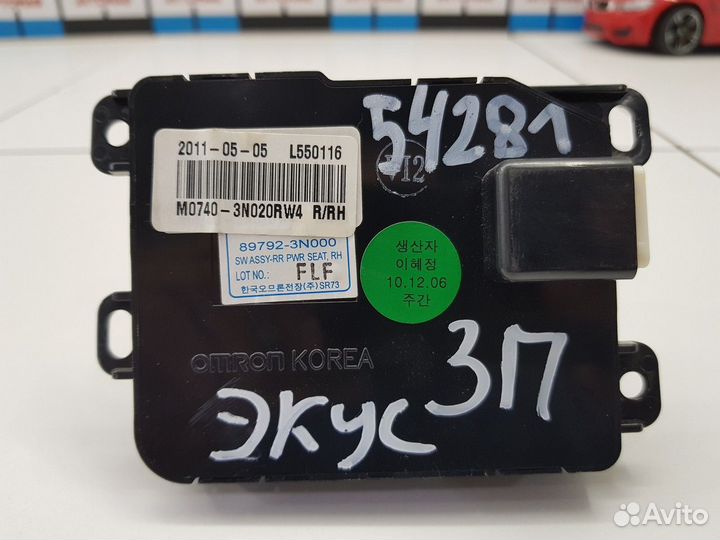 54281
2011-05-05 L550116
M0740-3N020RW4 R/RH
89792-3N000
SW ASSY-RR PWR SEAT, RH
LOT NO.: FLF
한국오므론전장(주) SR73
생산자
이혜정
10.12.06
주간
OMRON KOREA
ЗП
ЭКУС
Avito